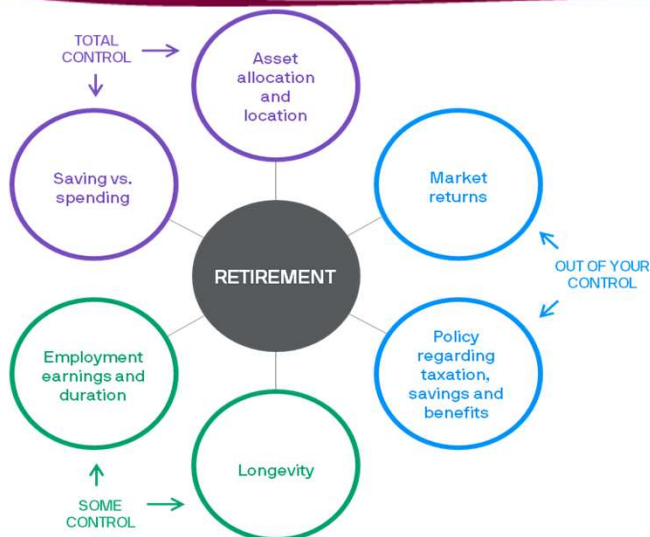 TOTAL
CONTROL
Asset
allocation
and
location
Saving vs.
spending
Market
returns
RETIREMENT
OUT OF YOUR
CONTROL
Employment
earnings and
duration
Policy
regarding
taxation,
savings and
benefits
Longevity
SOME
CONTROL